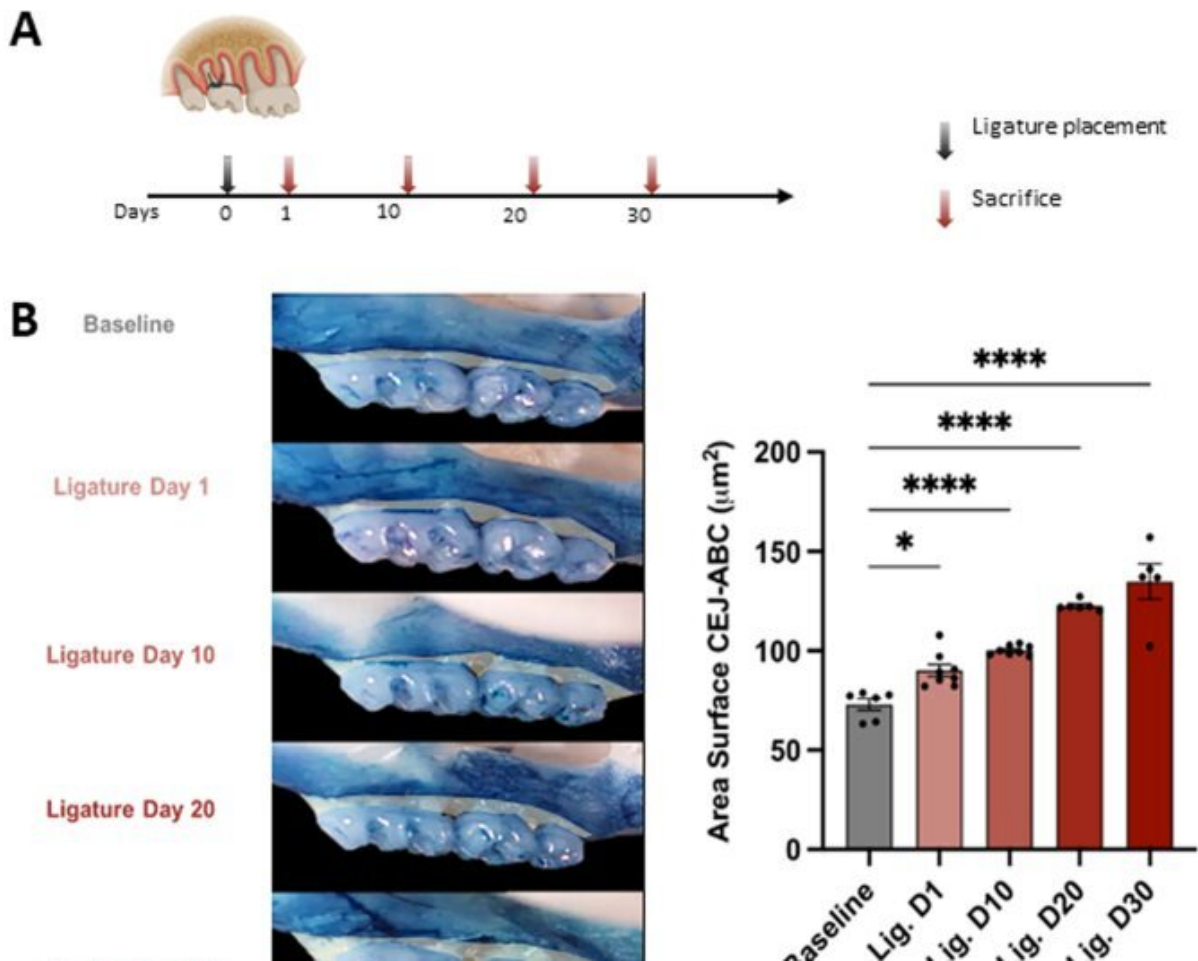 A
Ligature placement
Sacrifice
Days 0 1 10 20 30
B
Baseline
Ligature Day 1
Ligature Day 10
Ligature Day 20
****
****
****
*
Area Surface CEJ-ABC (μm²)
200
150
100
50
0
Baseline
Lig. D1
Lig. D10
Lig. D20
Lig. D30